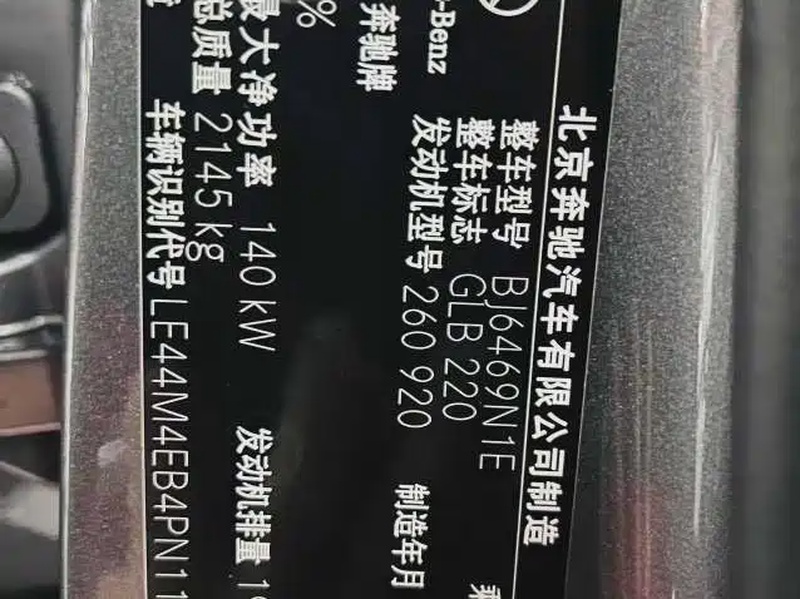 -Benz
北京奔驰汽车有限公司制造
奔驰牌
整车型号 BJ6469N1E
整车标志 GLB 220
发动机型号 260 920
制造年月
%
最大净功率 140 kW
发动机排量
总质量 2145 kg
车辆识别代号 LE44M4EB4PN11